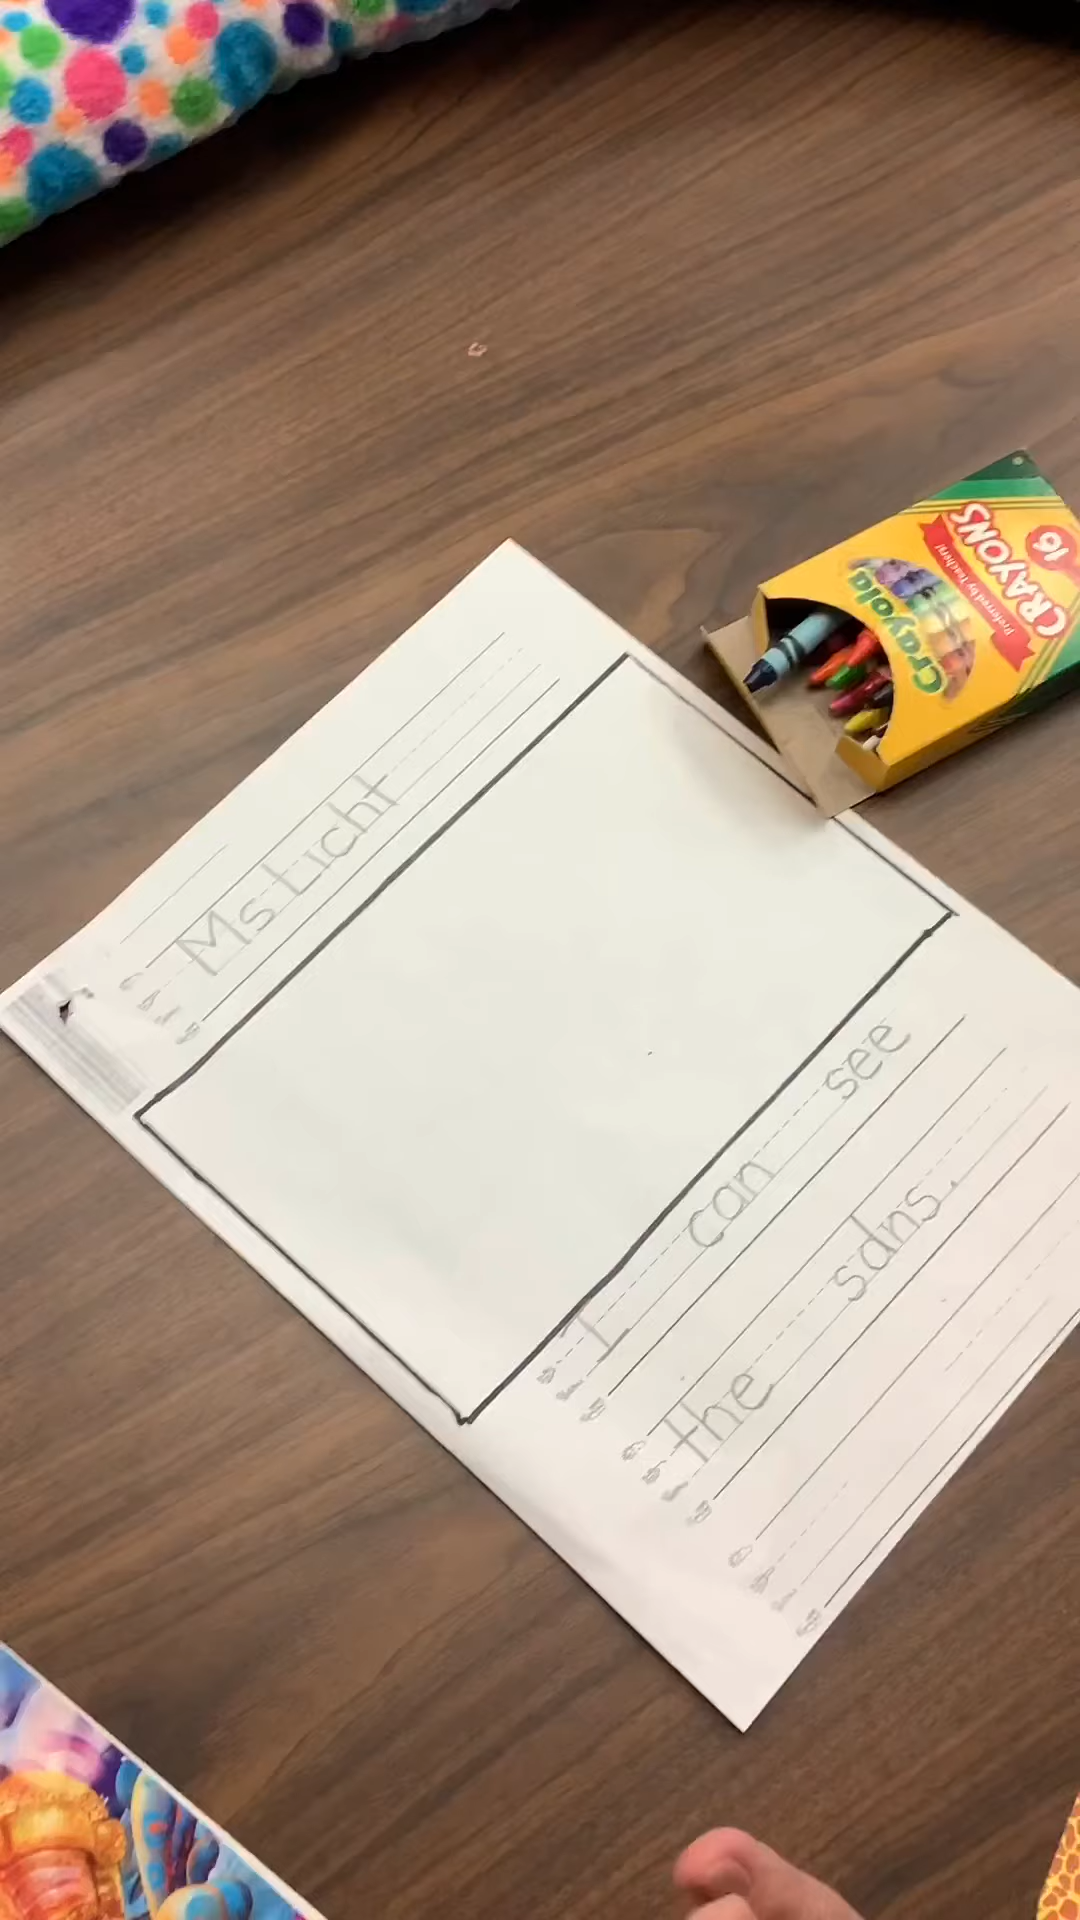 Ms Licht
I can see
the sdns.
Crayola
Preferred by Teachers!
CRAYONS
16